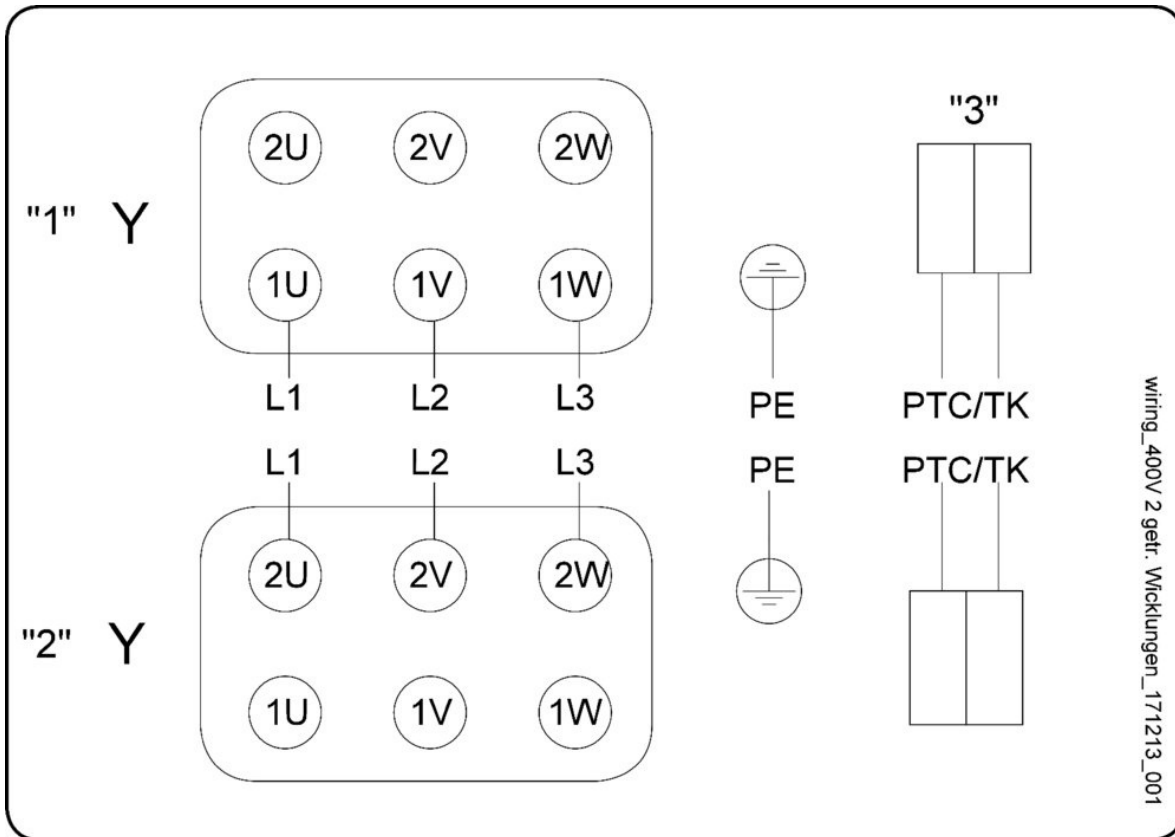 "3"
2U 2V 2W
"1" Y
1U 1V 1W
L1 L2 L3 PE PTC/TK
L1 L2 L3 PE PTC/TK
2U 2V 2W
"2" Y
1U 1V 1W
wiring_400V 2 getr. Wicklungen_171213_001